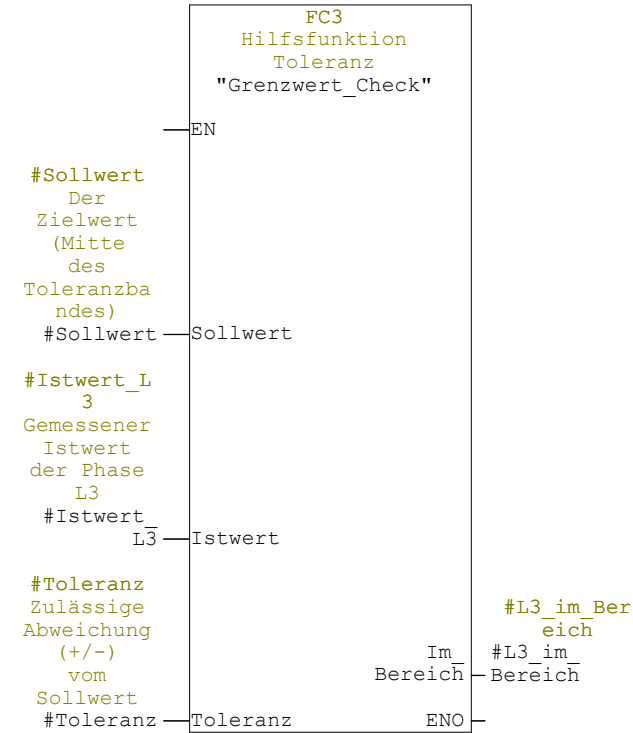 FC3
Hilfsfunktion
Toleranz
"Grenzwert_Check"
EN
#Sollwert
Der
Zielwert
(Mitte
des
Toleranzba
ndes)
#Sollwert
Sollwert
#Istwert_L
3
Gemessener
Istwert
der Phase
L3
#Istwert_
L3
Istwert
#Toleranz
Zulässige
Abweichung
(+/-)
vom
Sollwert
#Toleranz
Toleranz
Im_
Bereich
#L3_im_Ber
eich
#L3_im_
Bereich
ENO